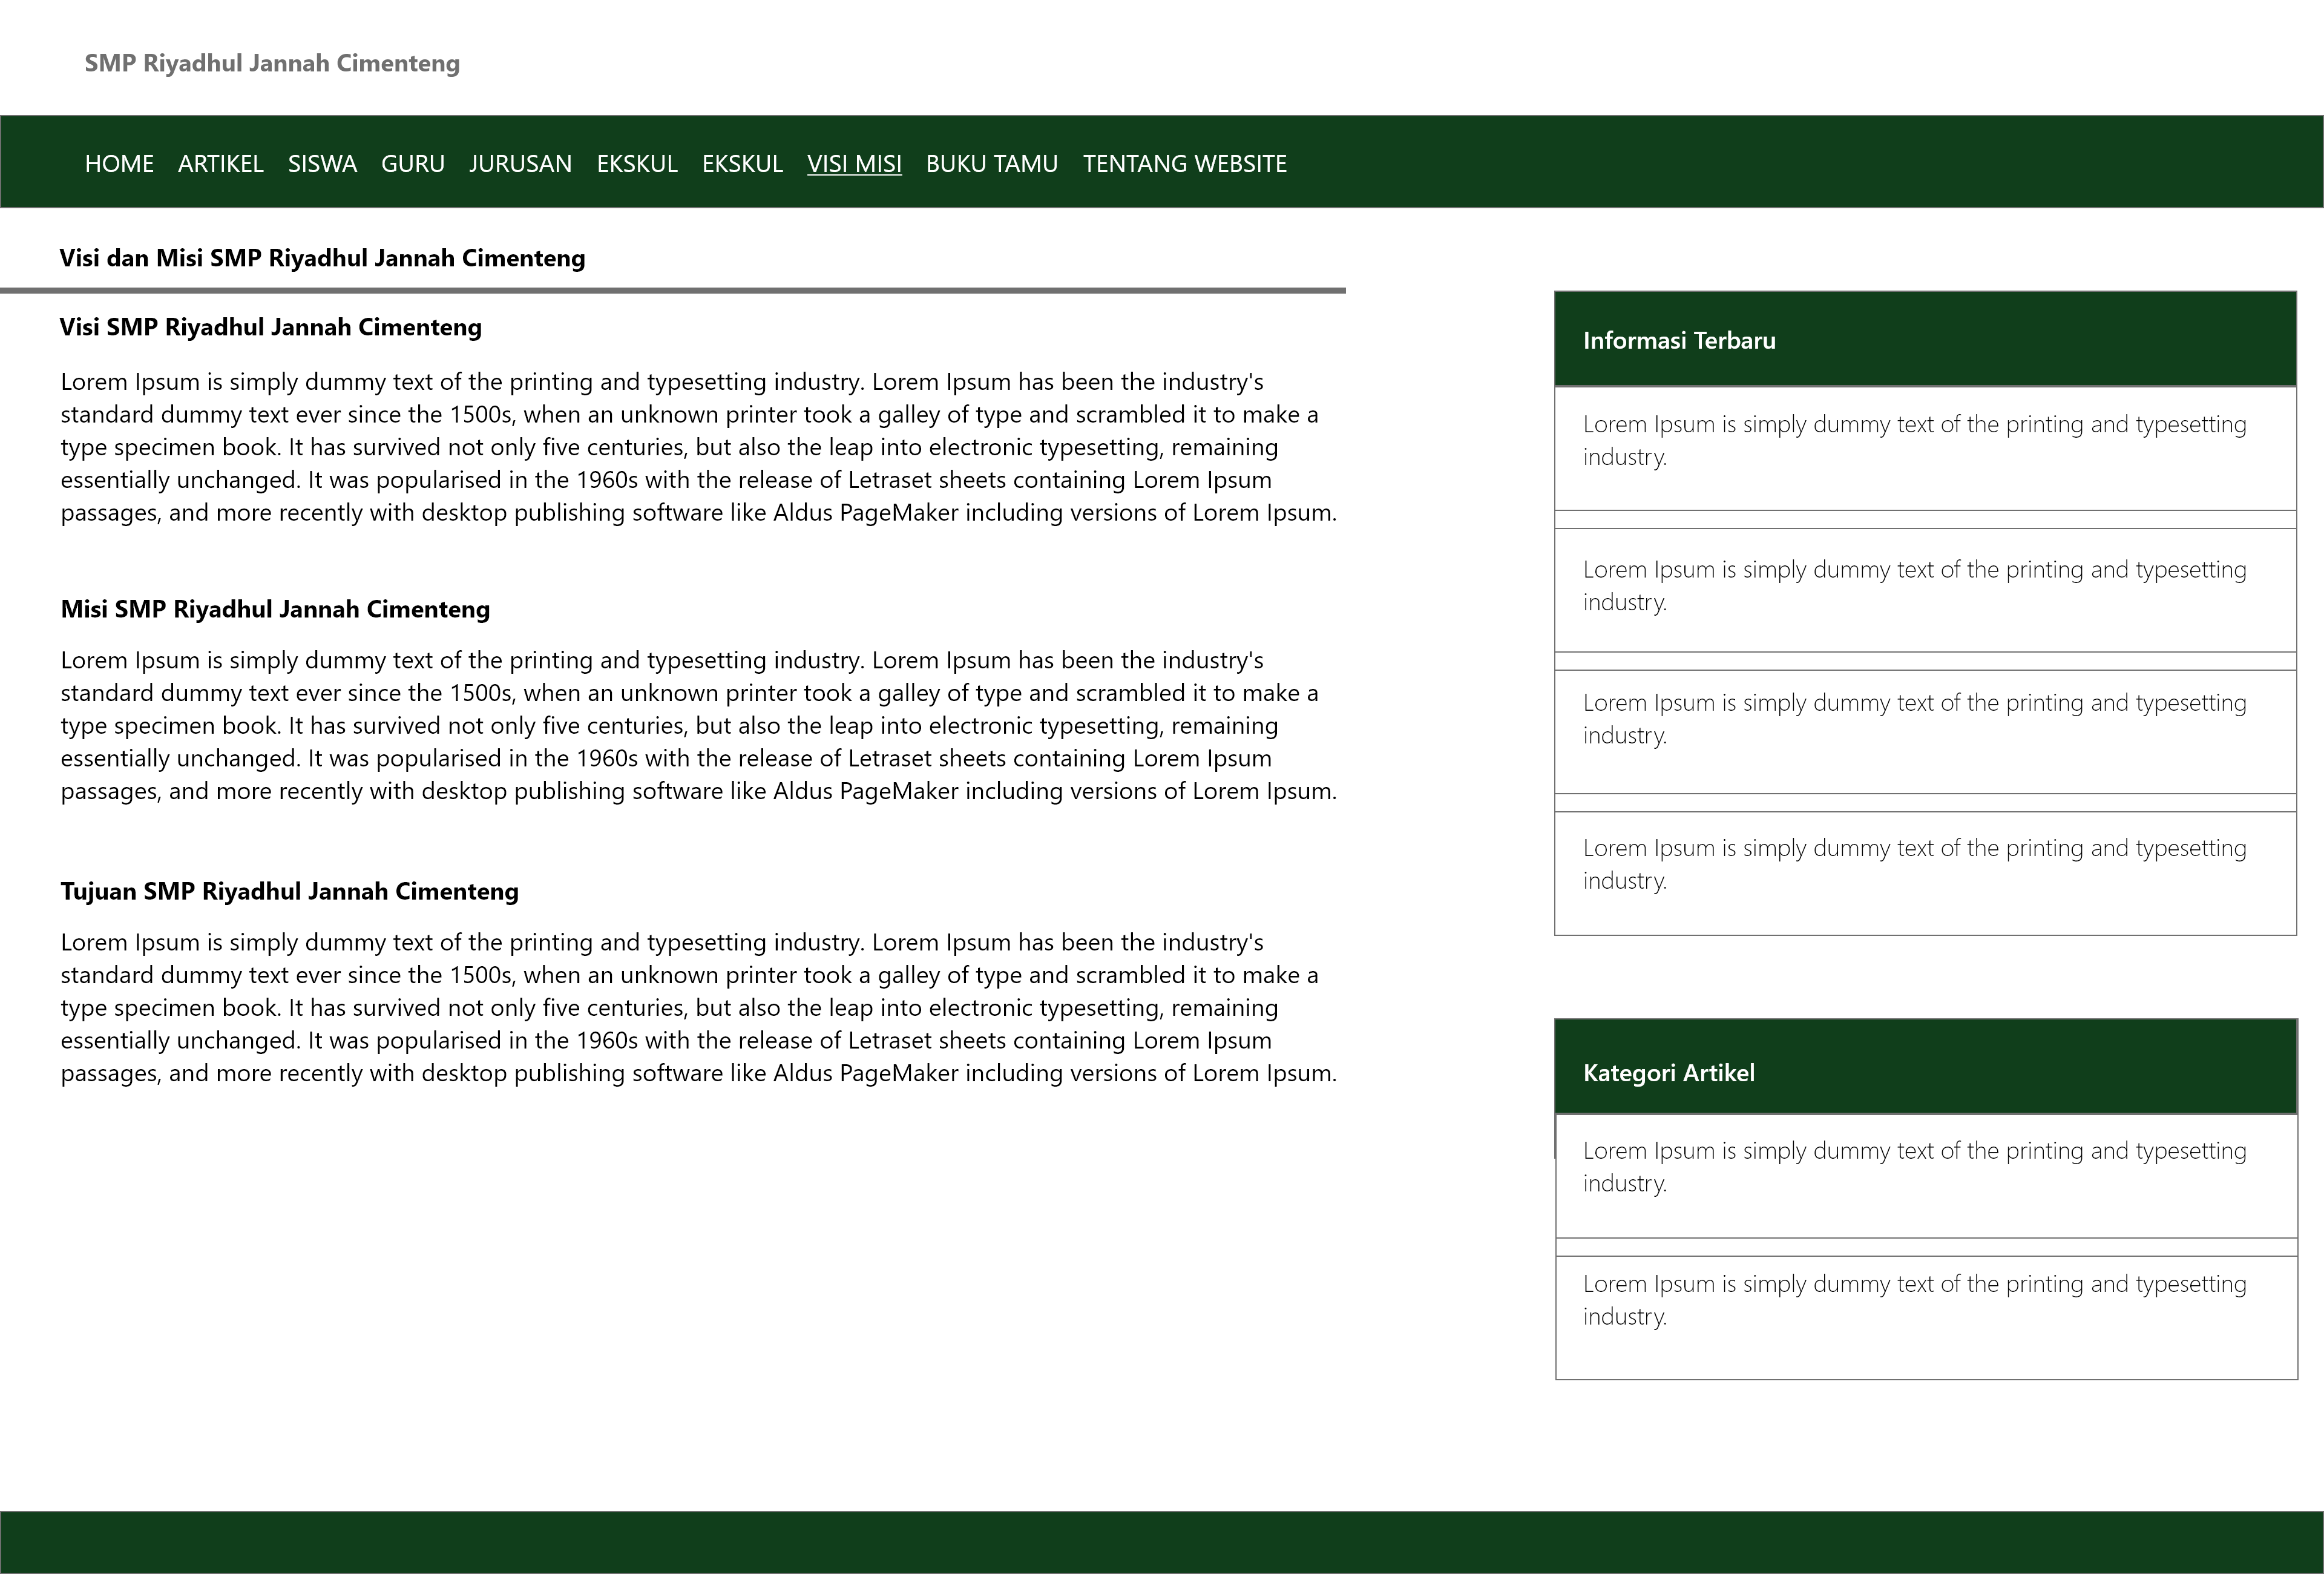 SMP Riyadhul Jannah Cimenteng
HOME ARTIKEL SISWA GURU JURUSAN EKSKUL EKSKUL VISI MISI BUKU TAMU TENTANG WEBSITE
Visi dan Misi SMP Riyadhul Jannah Cimenteng
Visi SMP Riyadhul Jannah Cimenteng
Lorem Ipsum is simply dummy text of the printing and typesetting industry. Lorem Ipsum has been the industry's
standard dummy text ever since the 1500s, when an unknown printer took a galley of type and scrambled it to make a
type specimen book. It has survived not only five centuries, but also the leap into electronic typesetting, remaining
essentially unchanged. It was popularised in the 1960s with the release of Letraset sheets containing Lorem Ipsum
passages, and more recently with desktop publishing software like Aldus PageMaker including versions of Lorem Ipsum.
Misi SMP Riyadhul Jannah Cimenteng
Lorem Ipsum is simply dummy text of the printing and typesetting industry. Lorem Ipsum has been the industry's
standard dummy text ever since the 1500s, when an unknown printer took a galley of type and scrambled it to make a
type specimen book. It has survived not only five centuries, but also the leap into electronic typesetting, remaining
essentially unchanged. It was popularised in the 1960s with the release of Letraset sheets containing Lorem Ipsum
passages, and more recently with desktop publishing software like Aldus PageMaker including versions of Lorem Ipsum.
Tujuan SMP Riyadhul Jannah Cimenteng
Lorem Ipsum is simply dummy text of the printing and typesetting industry. Lorem Ipsum has been the industry's
standard dummy text ever since the 1500s, when an unknown printer took a galley of type and scrambled it to make a
type specimen book. It has survived not only five centuries, but also the leap into electronic typesetting, remaining
essentially unchanged. It was popularised in the 1960s with the release of Letraset sheets containing Lorem Ipsum
passages, and more recently with desktop publishing software like Aldus PageMaker including versions of Lorem Ipsum.
Informasi Terbaru
Lorem Ipsum is simply dummy text of the printing and typesetting
industry.
Lorem Ipsum is simply dummy text of the printing and typesetting
industry.
Lorem Ipsum is simply dummy text of the printing and typesetting
industry.
Lorem Ipsum is simply dummy text of the printing and typesetting
industry.
Kategori Artikel
Lorem Ipsum is simply dummy text of the printing and typesetting
industry.
Lorem Ipsum is simply dummy text of the printing and typesetting
industry.